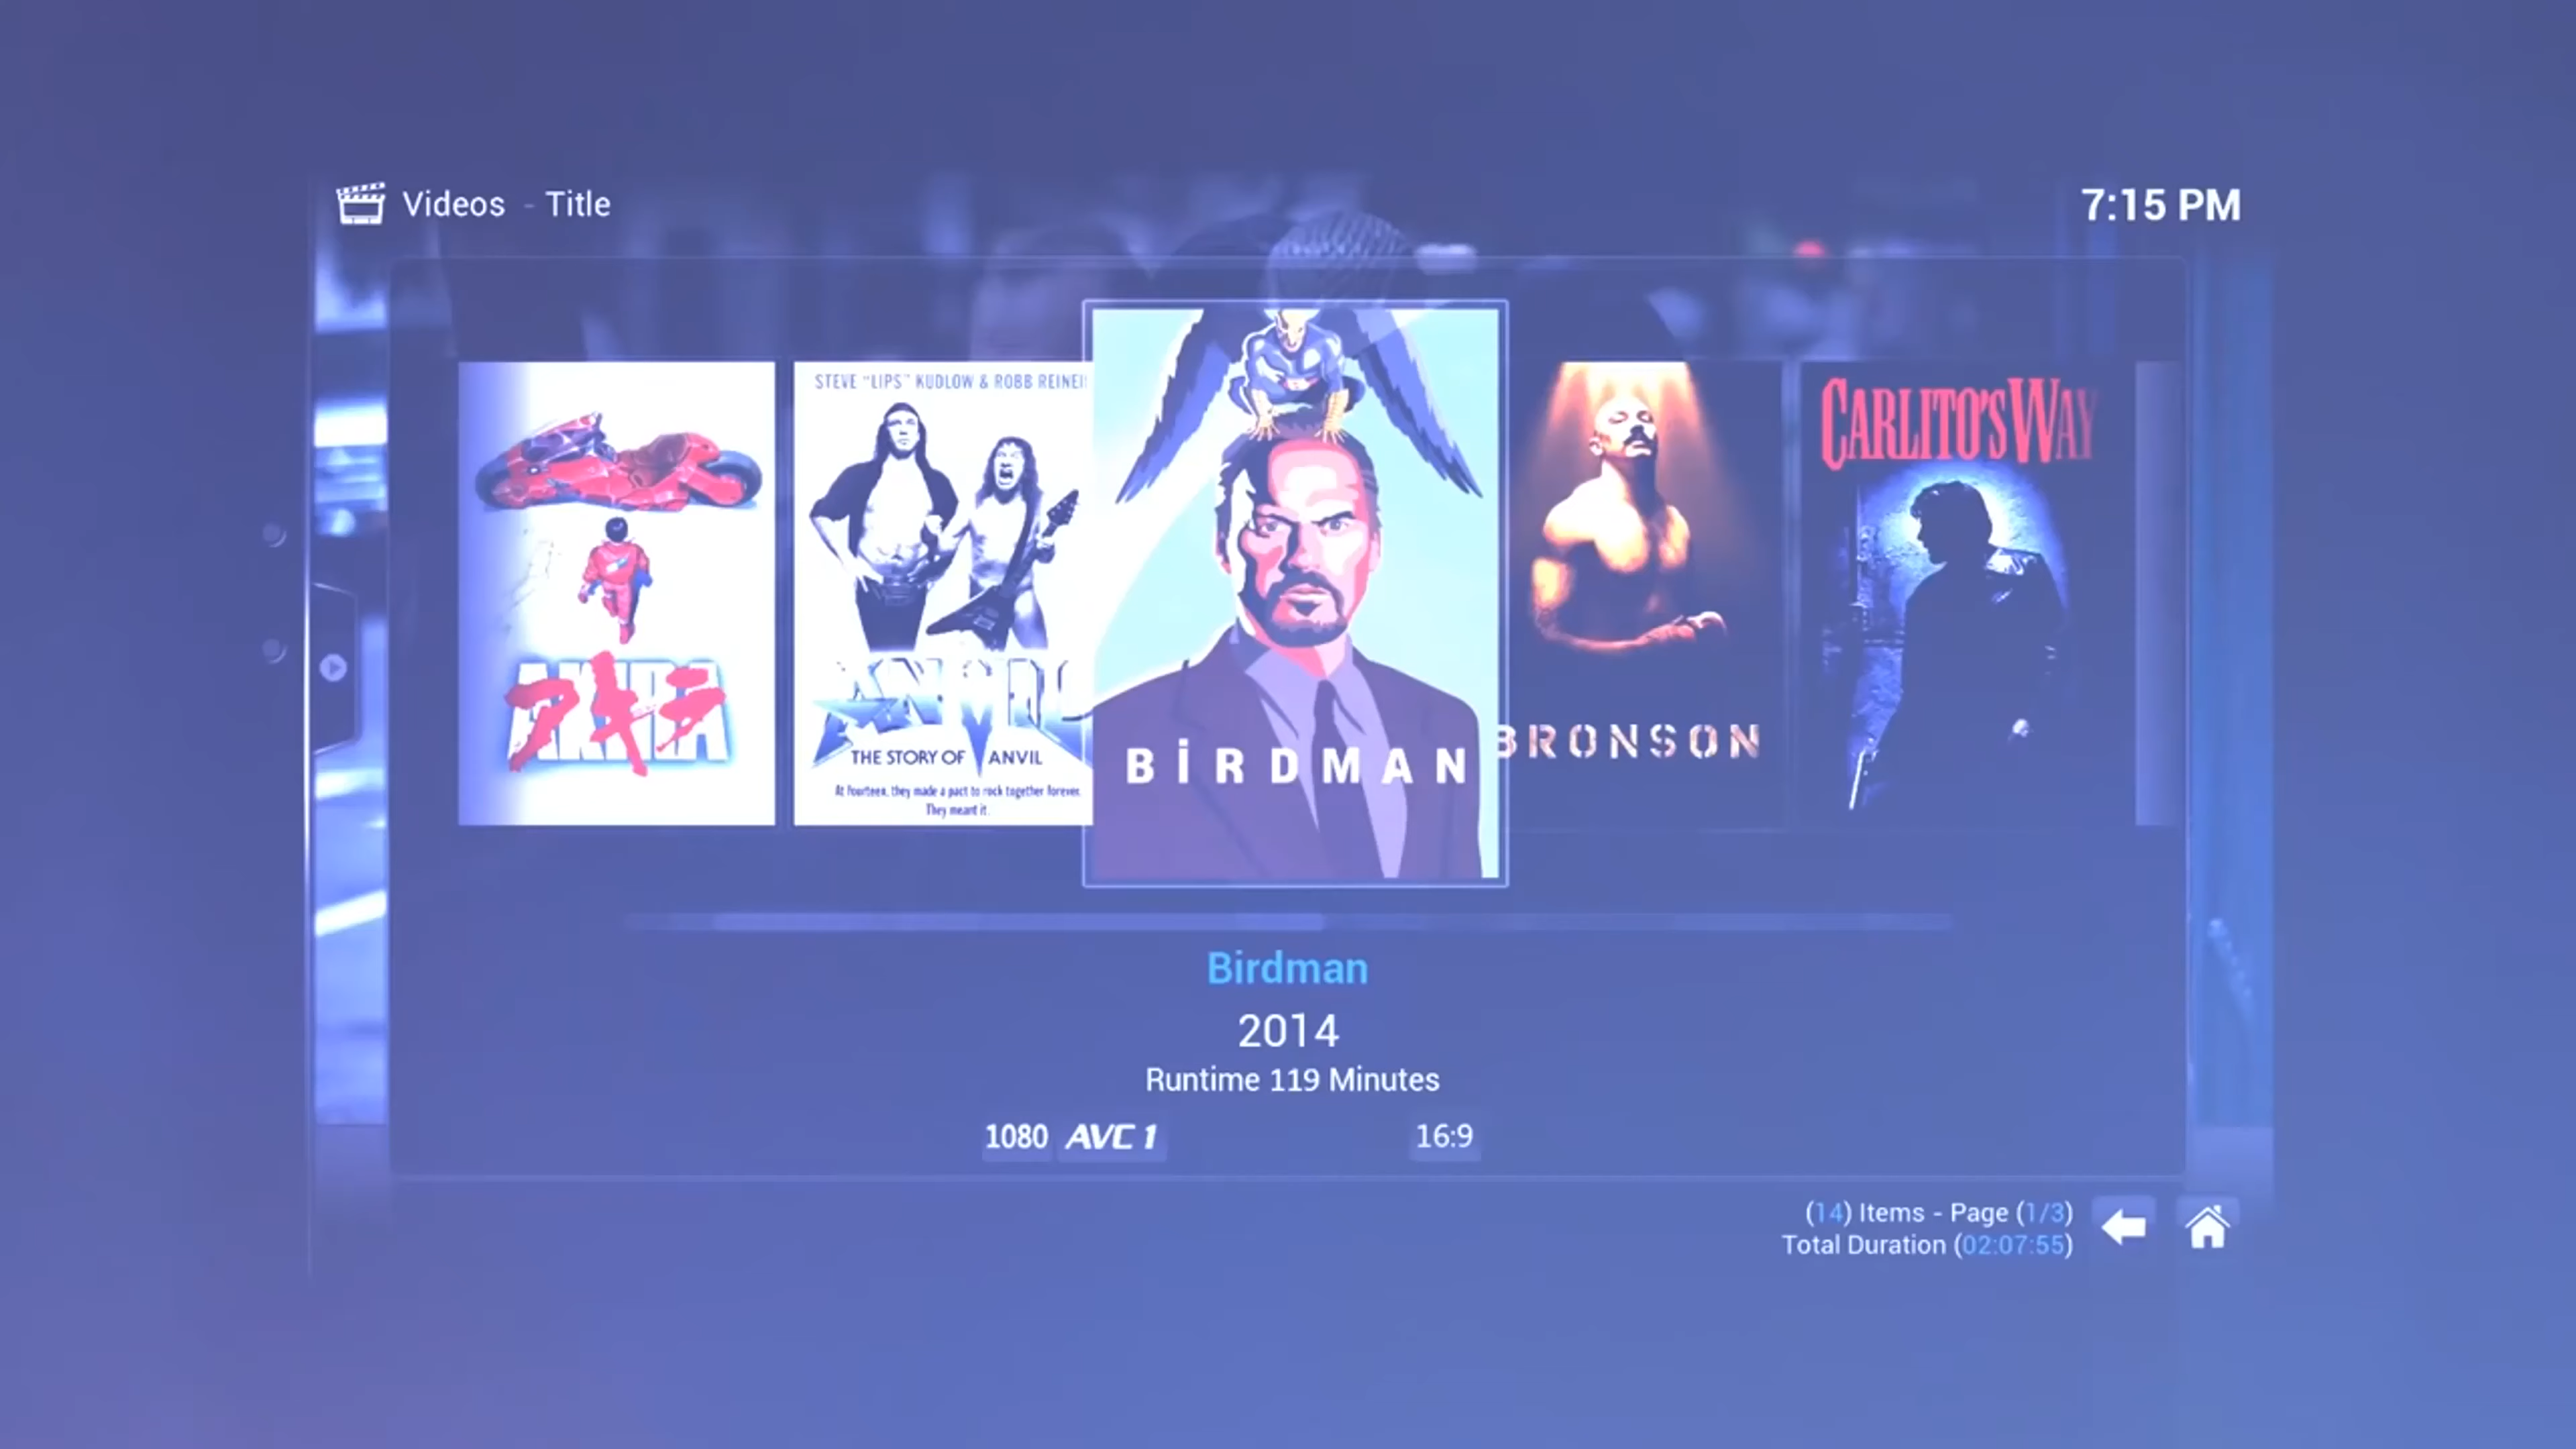 Videos - Title
7:15 PM
AKIRA
アキラ
STEVE "LIPS" KUDLOW & ROBB REINER
ANVIL
THE STORY OF ANVIL
At fourteen, they made a pact to rock together forever.
They meant it.
BiRDMAN
BRONSON
CARLITO'S WAY
Birdman
2014
Runtime 119 Minutes
1080 AVC 1 16:9
(14) Items - Page (1/3)
Total Duration (02:07:55)